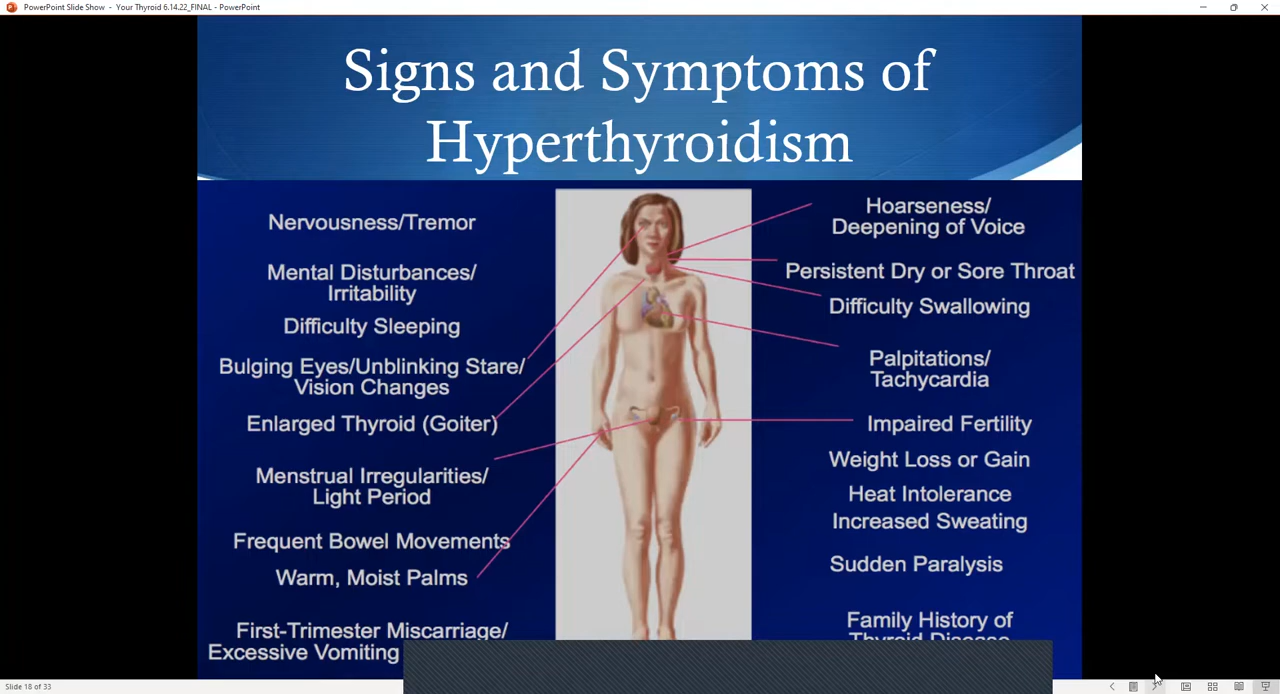 PowerPoint Slide Show - Your Thyroid 6.14.22_FINAL - PowerPoint
Signs and Symptoms of
Hyperthyroidism
Nervousness/Tremor
Mental Disturbances/
Irritability
Difficulty Sleeping
Bulging Eyes/Unblinking Stare/
Vision Changes
Enlarged Thyroid (Goiter)
Menstrual Irregularities/
Light Period
Frequent Bowel Movements
Warm, Moist Palms
First-Trimester Miscarriage/
Excessive Vomiting
Hoarseness/
Deepening of Voice
Persistent Dry or Sore Throat
Difficulty Swallowing
Palpitations/
Tachycardia
Impaired Fertility
Weight Loss or Gain
Heat Intolerance
Increased Sweating
Sudden Paralysis
Family History of
Thyroid Disease
Slide 18 of 33